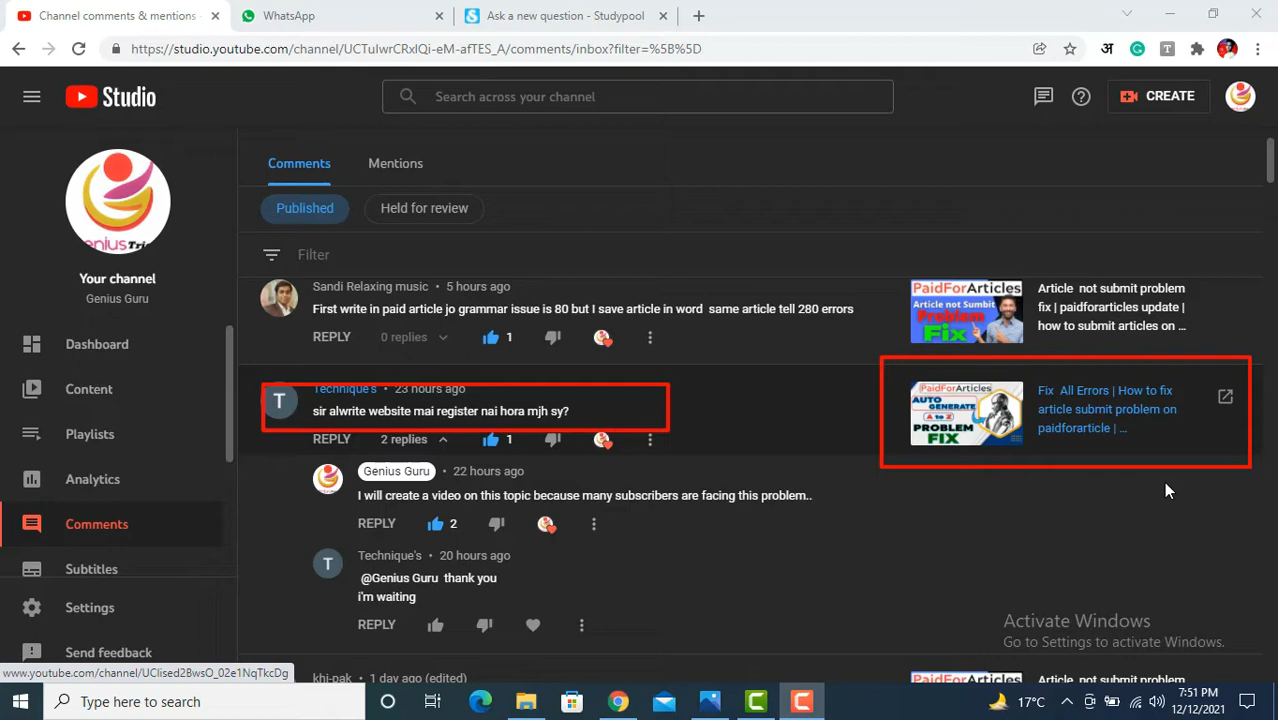 Channel comments & mentions -
WhatsApp
Ask a new question - Studypool
https://studio.youtube.com/channel/UCTulwrCRxIQi-eM-afTES_A/comments/inbox?filter=%5B%5D
अ
Studio
Search across your channel
CREATE
Comments
Mentions
Published
Held for review
Filter
Your channel
Genius Guru
Dashboard
Content
Playlists
Analytics
Comments
Subtitles
Settings
Send feedback
Sandi Relaxing music • 5 hours ago
First write in paid article jo grammar issue is 80 but I save article in word same article tell 280 errors
REPLY 0 replies 1
PaidForArticles
Article not Sumbit
Problem
Fix
Article not submit problem
fix | paidforarticles update |
how to submit articles on ...
T
Technique's • 23 hours ago
sir alwrite website mai register nai hora mjh sy?
REPLY 2 replies 1
PaidForArticles
AUTO
GENERATE
A to Z
PROBLEM
FIX
Fix All Errors | How to fix
article submit problem on
paidforarticle | ...
Genius Guru • 22 hours ago
I will create a video on this topic because many subscribers are facing this problem..
REPLY 2
T
Technique's • 20 hours ago
@Genius Guru thank you
i'm waiting
REPLY
Activate Windows
Go to Settings to activate Windows.
khi-pak • 1 day ago (edited)
PaidForArticles
Article not submit problem
www.youtube.com/channel/UClised2BwsO_02e1NqTkcDg
Type here to search
17°C
7:51 PM
12/12/2021